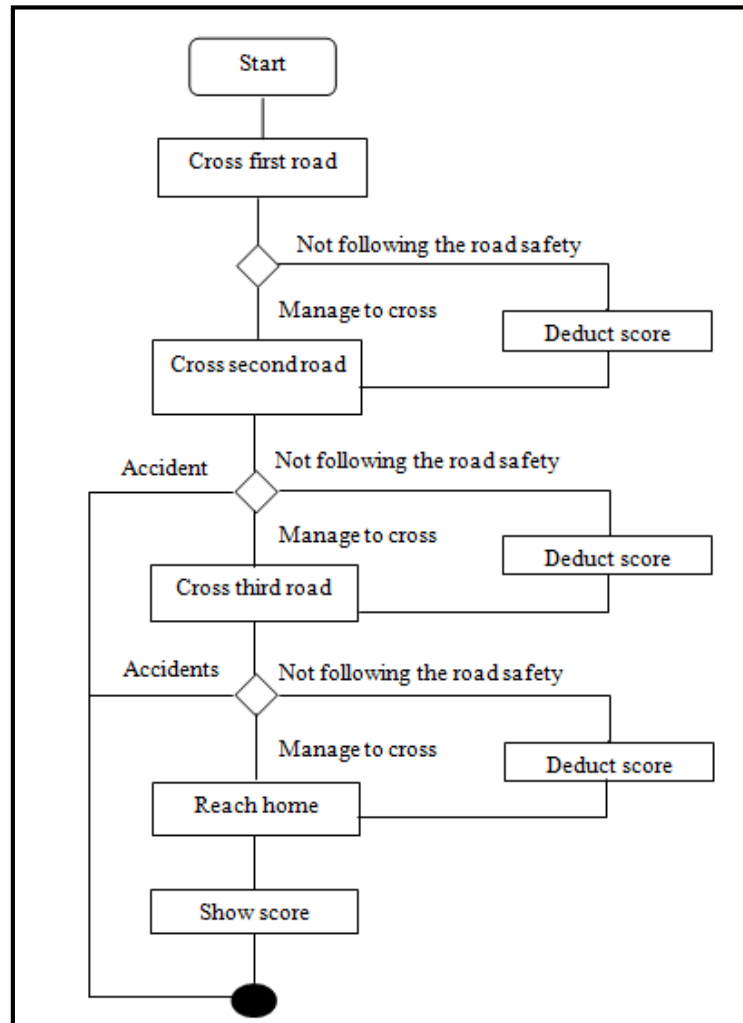 Start
Cross first road
Not following the road safety
Manage to cross
Deduct score
Cross second road
Accident
Not following the road safety
Manage to cross
Deduct score
Cross third road
Accidents
Not following the road safety
Manage to cross
Deduct score
Reach home
Show score